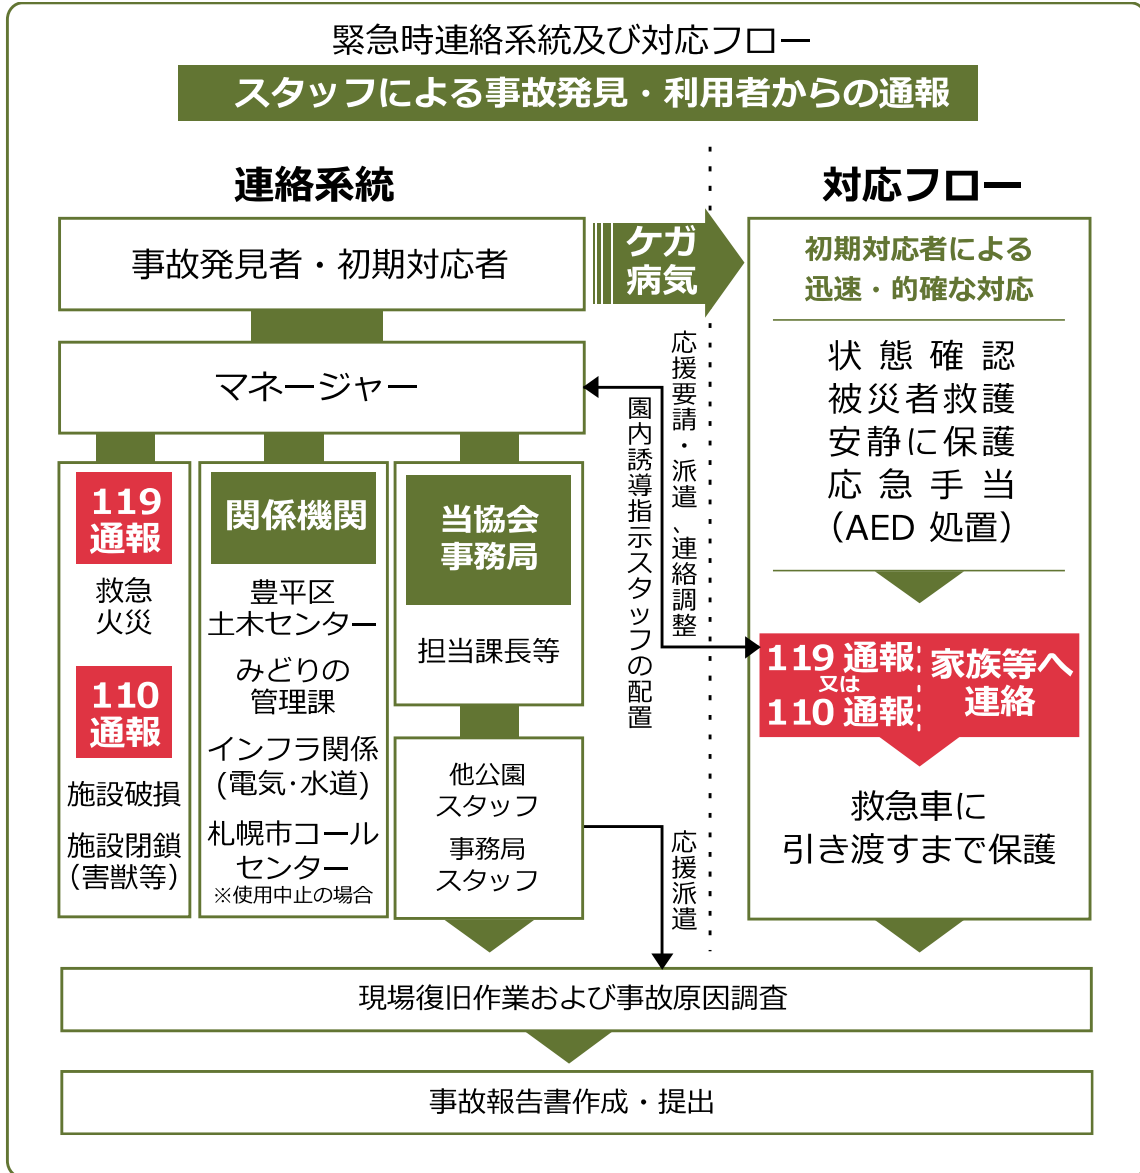 緊急時連絡系統及び対応フロー
スタッフによる事故発見・利用者からの通報
連絡系統
事故発見者・初期対応者
マネージャー
119
通報
救急
火災
110
通報
施設破損
施設閉鎖
(害獣等)
関係機関
豊平区
土木センター
みどりの
管理課
インフラ関係
(電気・水道)
札幌市コール
センター
※使用中止の場合
当協会
事務局
担当課長等
他公園
スタッフ
事務局
スタッフ
ケガ
病気
応援要請・派遣、連絡調整
園内誘導指示スタッフの配置
応援派遣
対応フロー
初期対応者による
迅速・的確な対応
状態確認
被災者救護
安静に保護
応急手当
(AED 処置)
119 通報
又は
110 通報
家族等へ
連絡
救急車に
引き渡すまで保護
現場復旧作業および事故原因調査
事故報告書作成・提出